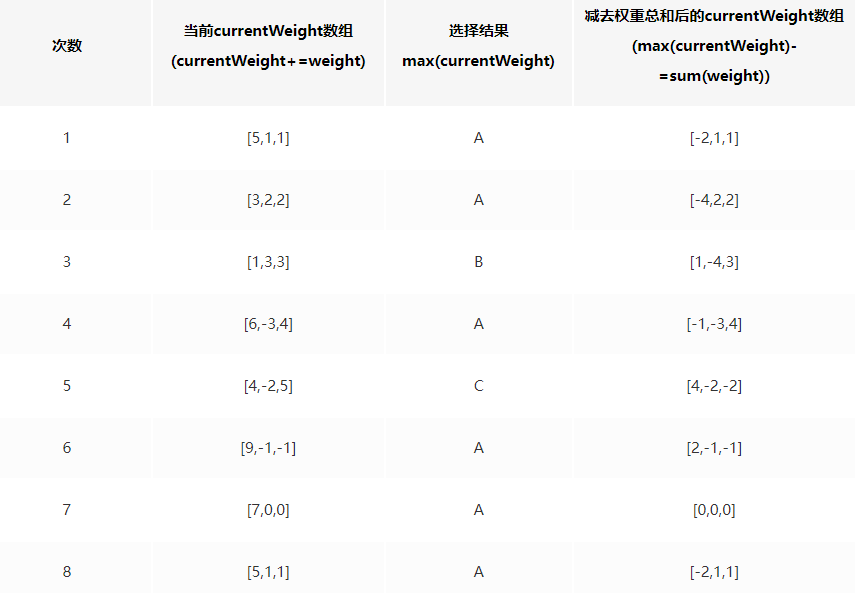 次数
当前currentWeight数组
(currentWeight+=weight)
选择结果
max(currentWeight)
减去权重总和后的currentWeight数组
(max(currentWeight)-
=sum(weight))
1 [5,1,1] A [-2,1,1]
2 [3,2,2] A [-4,2,2]
3 [1,3,3] B [1,-4,3]
4 [6,-3,4] A [-1,-3,4]
5 [4,-2,5] C [4,-2,-2]
6 [9,-1,-1] A [2,-1,-1]
7 [7,0,0] A [0,0,0]
8 [5,1,1] A [-2,1,1]